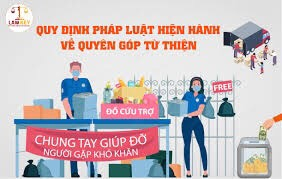 LAWKEY
QUY ĐỊNH PHÁP LUẬT HIỆN HÀNH
VỀ QUYÊN GÓP TỪ THIỆN
FREE
ĐỒ CỨU TRỢ
CHUNG TAY GIÚP ĐỠ
NGƯỜI GẶP KHÓ KHĂN